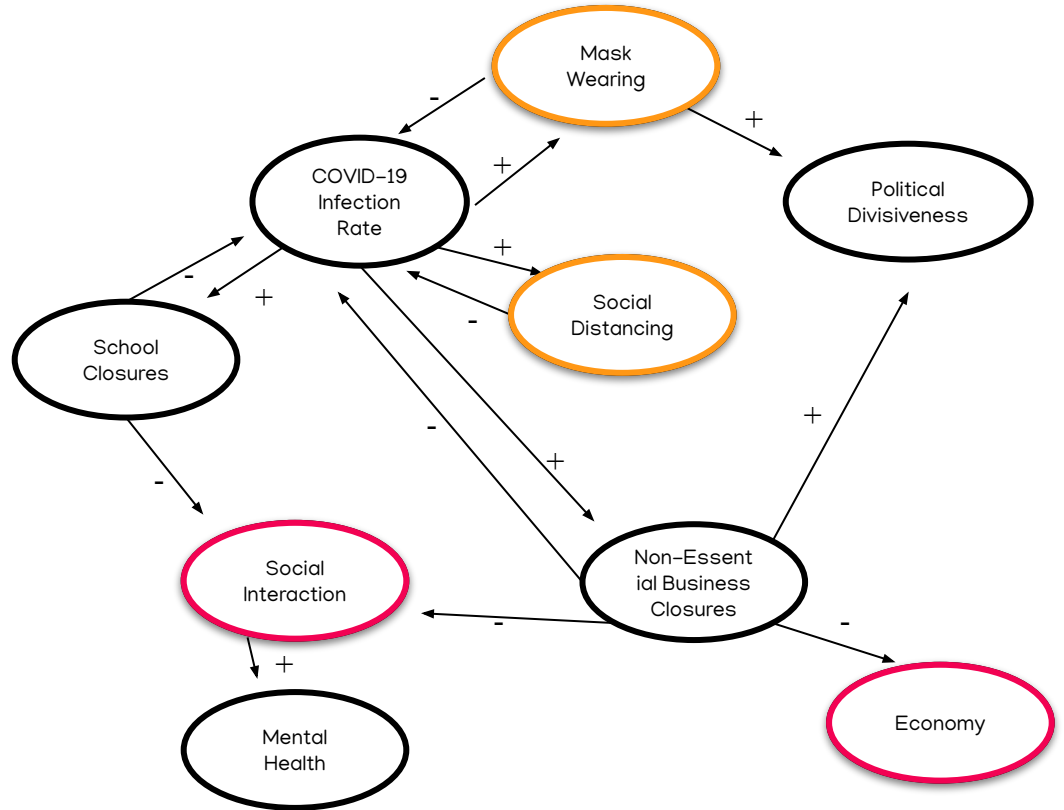 Mask
Wearing
-
+
COVID-19
Infection
Rate
+
Political
Divisiveness
+
-
+
-
Social
Distancing
School
Closures
+
-
+
-
Non-Essent
ial Business
Closures
Social
Interaction
-
-
+
Economy
Mental
Health